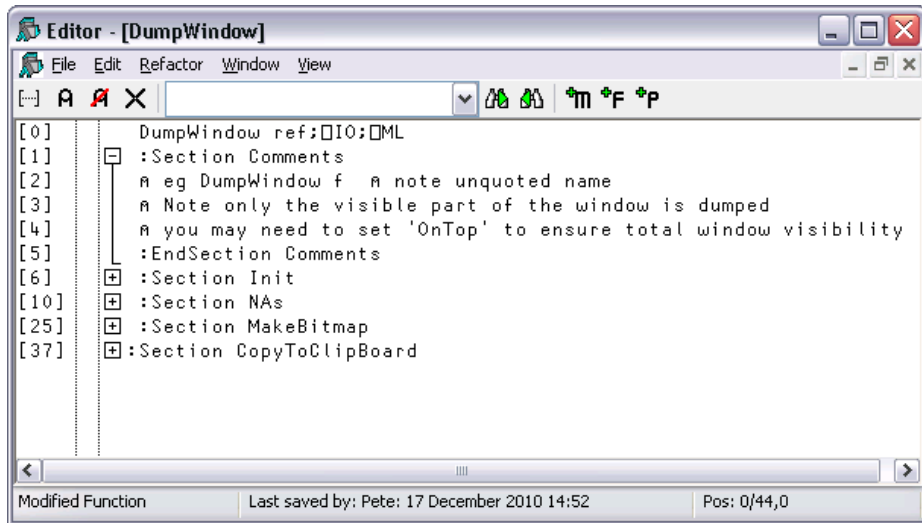 Editor - [DumpWindow]
File Edit Refactor Window View
[0] DumpWindow ref;⎕IO;⎕ML
[1] :Section Comments
[2] ⍝ eg DumpWindow f ⍝ note unquoted name
[3] ⍝ Note only the visible part of the window is dumped
[4] ⍝ you may need to set 'OnTop' to ensure total window visibility
[5] :EndSection Comments
[6] :Section Init
[10] :Section NAs
[25] :Section MakeBitmap
[37] :Section CopyToClipBoard
Modified Function Last saved by: Pete: 17 December 2010 14:52 Pos: 0/44,0